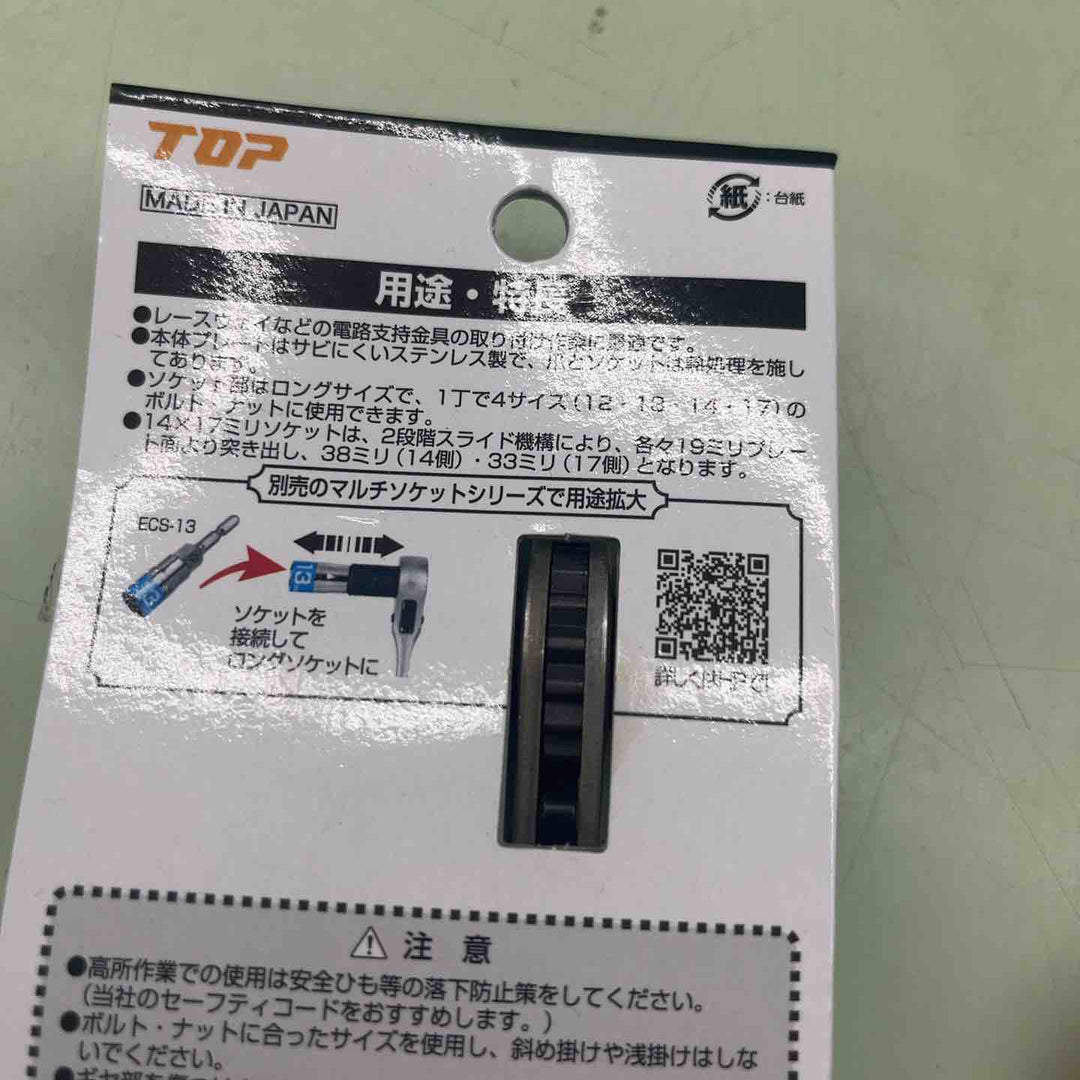 TOP
MADE IN JAPAN
紙:台紙
用途・特長
●レースウェイなどの電路支持金具の取り付け作業に最適です。
●本体プレートはサビにくいステンレス製で、爪とソケットは熱処理を施し
てあります。
●ソケット部はロングサイズで、1丁で4サイズ(12・13・14・17)の
ボルト・ナットに使用できます。
●14×17ミリソケットは、2段階スライド機構により、各々19ミリプレー
ト面より突き出し、38ミリ(14側)・33ミリ(17側)となります。
別売のマルチソケットシリーズで用途拡大
ECS-13
13
13
ソケットを
接続して
ロングソケットに
詳しくはHPで!
⚠ 注 意
●高所作業での使用は安全ひも等の落下防止策をしてください。
(当社のセーフティコードをおすすめします。)
●ボルト・ナットに合ったサイズを使用し、斜め掛けや浅掛けはしな
いでください。